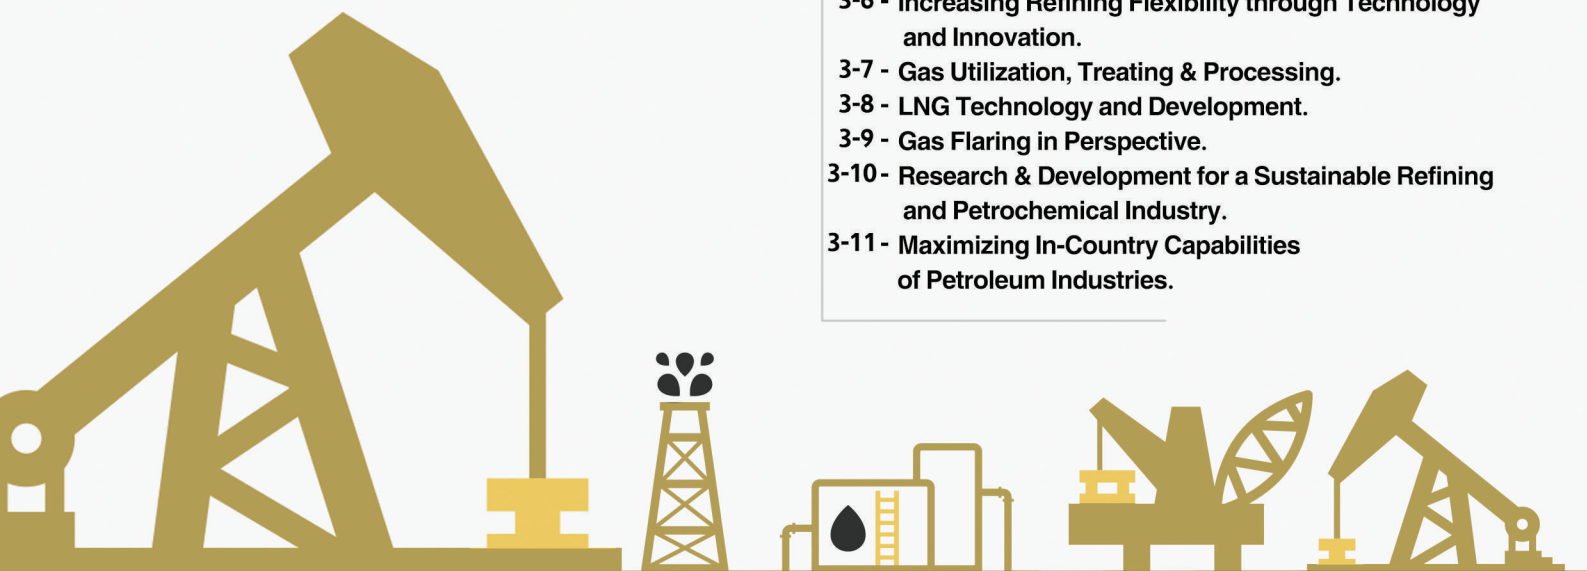 3-6 - Increasing Refining Flexibility through Technology
and Innovation.
3-7 - Gas Utilization, Treating & Processing.
3-8 - LNG Technology and Development.
3-9 - Gas Flaring in Perspective.
3-10 - Research & Development for a Sustainable Refining
and Petrochemical Industry.
3-11 - Maximizing In-Country Capabilities
of Petroleum Industries.